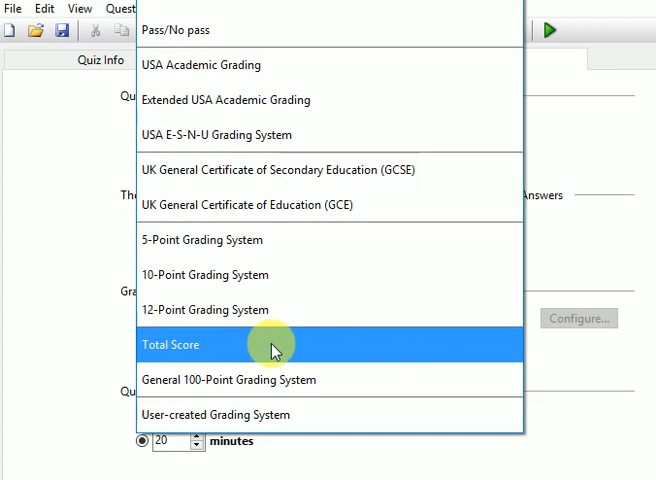 File Edit View Quest
Pass/No pass
Quiz Info
USA Academic Grading
Qu
Extended USA Academic Grading
USA E-S-N-U Grading System
UK General Certificate of Secondary Education (GCSE)
The
Answers
UK General Certificate of Education (GCE)
5-Point Grading System
10-Point Grading System
Gra
12-Point Grading System
Configure...
Total Score
General 100-Point Grading System
Qu
User-created Grading System
20 minutes